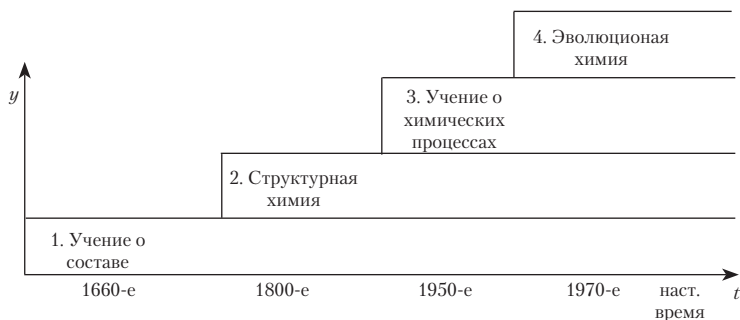 4. Эволюционая
химия
y
3. Учение о
химических
процессах
2. Структурная
химия
1. Учение о
составе
1660-е
1800-е
1950-е
1970-е
наст.
время
t